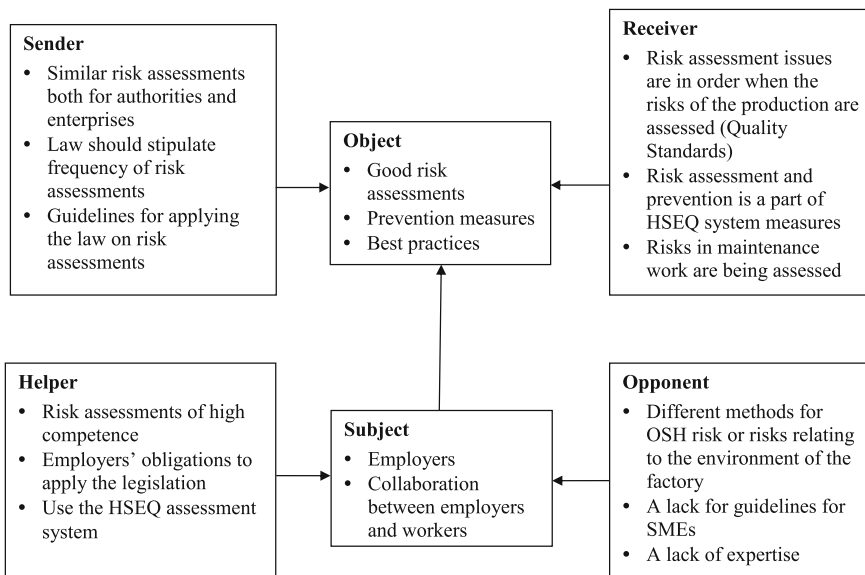 Sender
• Similar risk assessments
both for authorities and
enterprises
• Law should stipulate
frequency of risk
assessments
• Guidelines for applying
the law on risk
assessments
Object
• Good risk
assessments
• Prevention measures
• Best practices
Receiver
• Risk assessment issues
are in order when the
risks of the production are
assessed (Quality
Standards)
• Risk assessment and
prevention is a part of
HSEQ system measures
• Risks in maintenance
work are being assessed
Helper
• Risk assessments of high
competence
• Employers’ obligations to
apply the legislation
• Use the HSEQ assessment
system
Subject
• Employers
• Collaboration
between employers
and workers
Opponent
• Different methods for
OSH risk or risks relating
to the environment of the
factory
• A lack for guidelines for
SMEs
• A lack of expertise